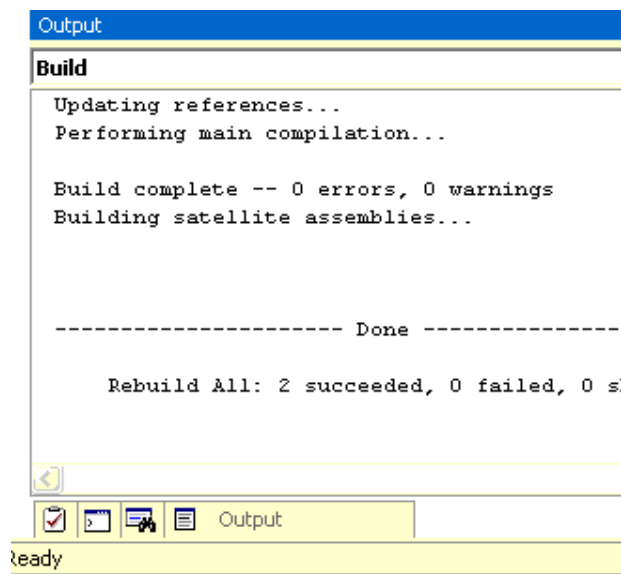 Output
Build
Updating references...
Performing main compilation...
Build complete -- 0 errors, 0 warnings
Building satellite assemblies...
---------------------- Done ---------------
Rebuild All: 2 succeeded, 0 failed, 0
Output
Ready